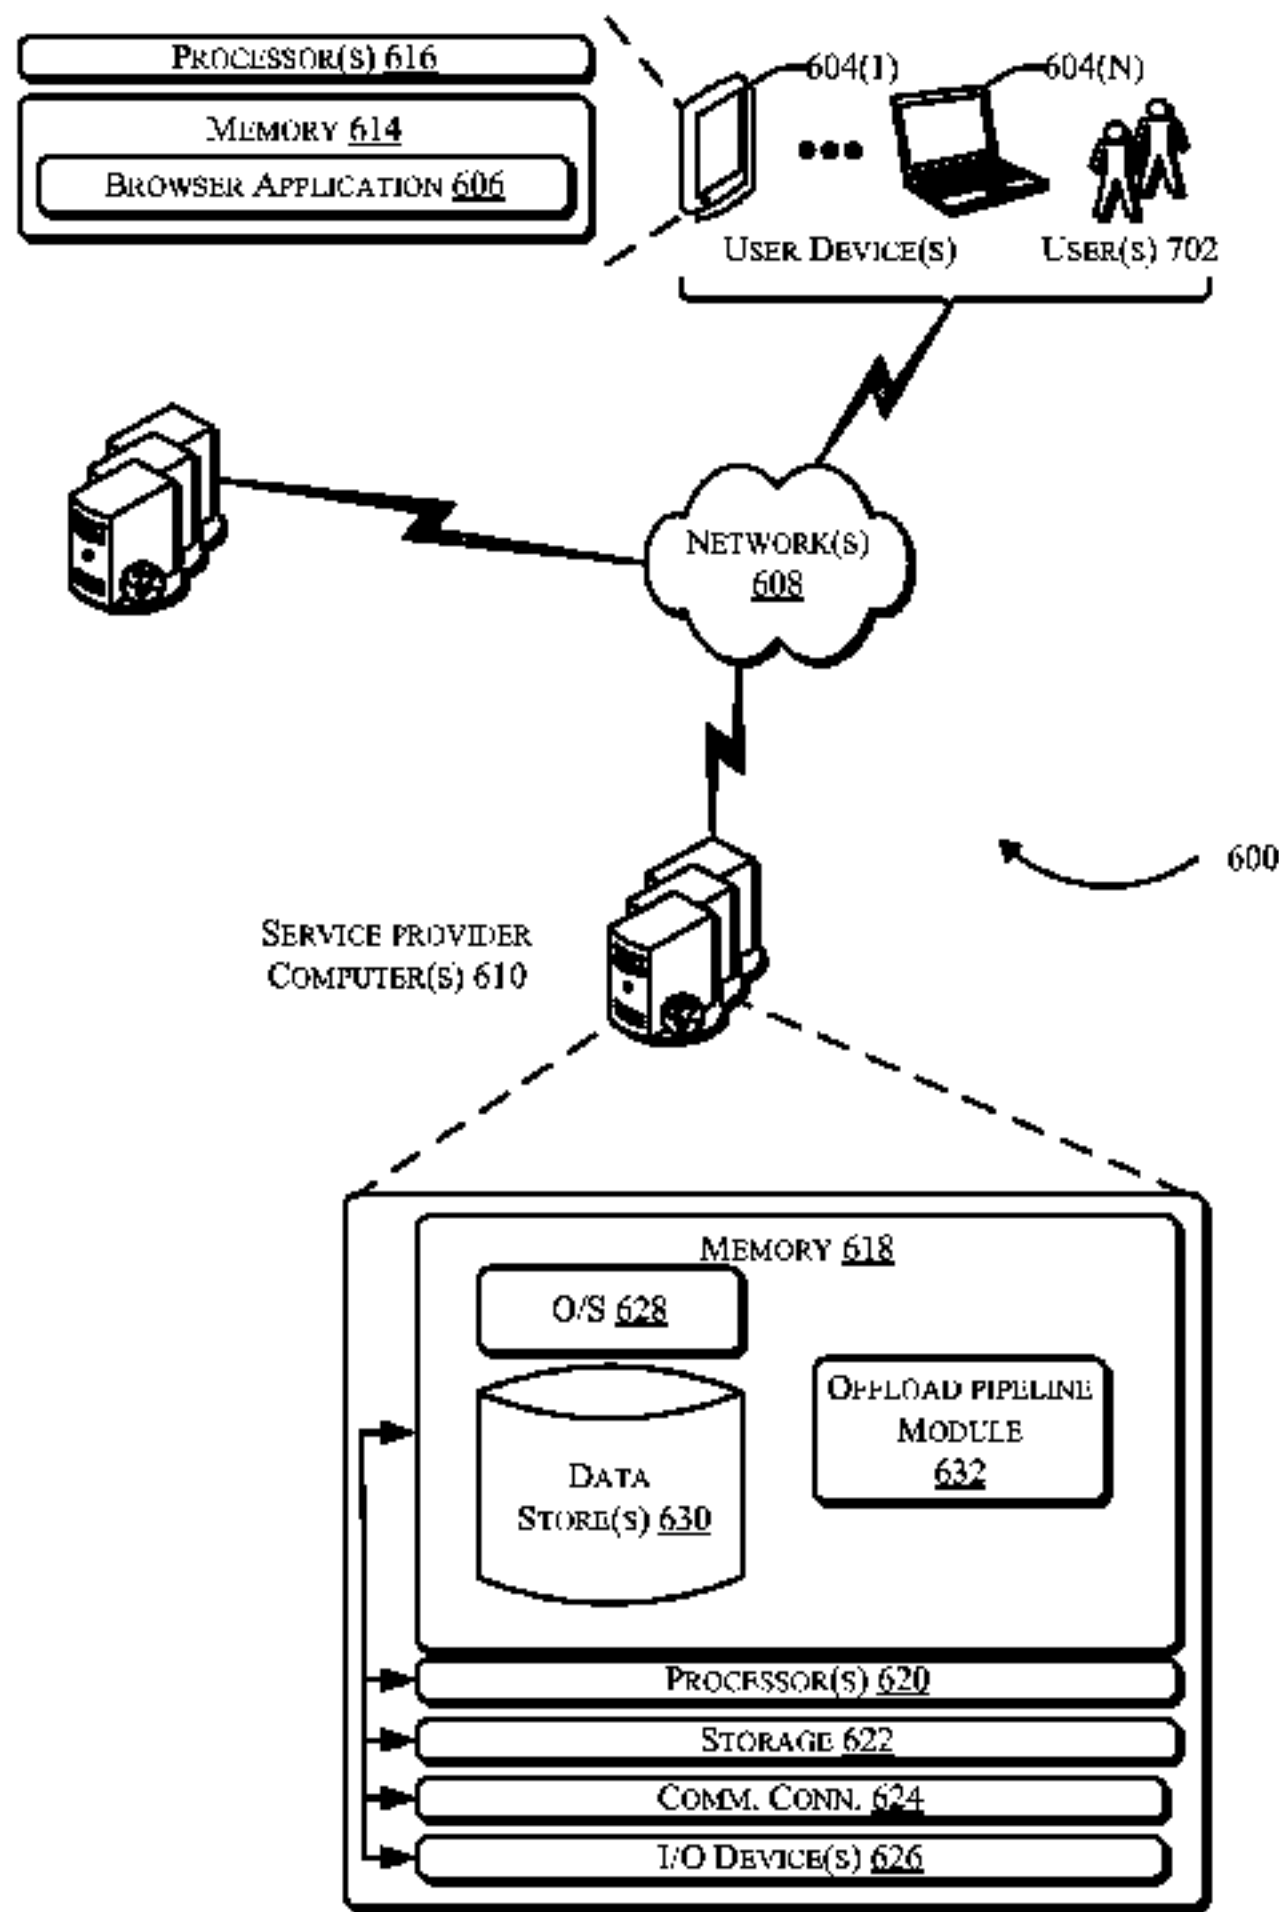 PROCESSOR(S) 616
MEMORY 614
BROWSER APPLICATION 606
604(1)
604(N)
USER DEVICE(S)
USER(S) 702
NETWORK(S)
608
600
SERVICE PROVIDER
COMPUTER(S) 610
MEMORY 618
O/S 628
DATA
STORE(S) 630
OFFLOAD PIPELINE
MODULE
632
PROCESSOR(S) 620
STORAGE 622
COMM. CONN. 624
I/O DEVICE(S) 626